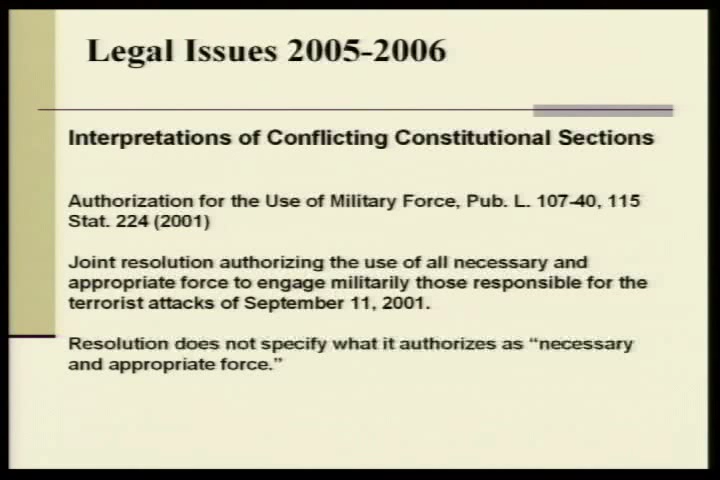 Legal Issues 2005-2006
Interpretations of Conflicting Constitutional Sections
Authorization for the Use of Military Force, Pub. L. 107-40, 115
Stat. 224 (2001)
Joint resolution authorizing the use of all necessary and
appropriate force to engage militarily those responsible for the
terrorist attacks of September 11, 2001.
Resolution does not specify what it authorizes as “necessary
and appropriate force.”